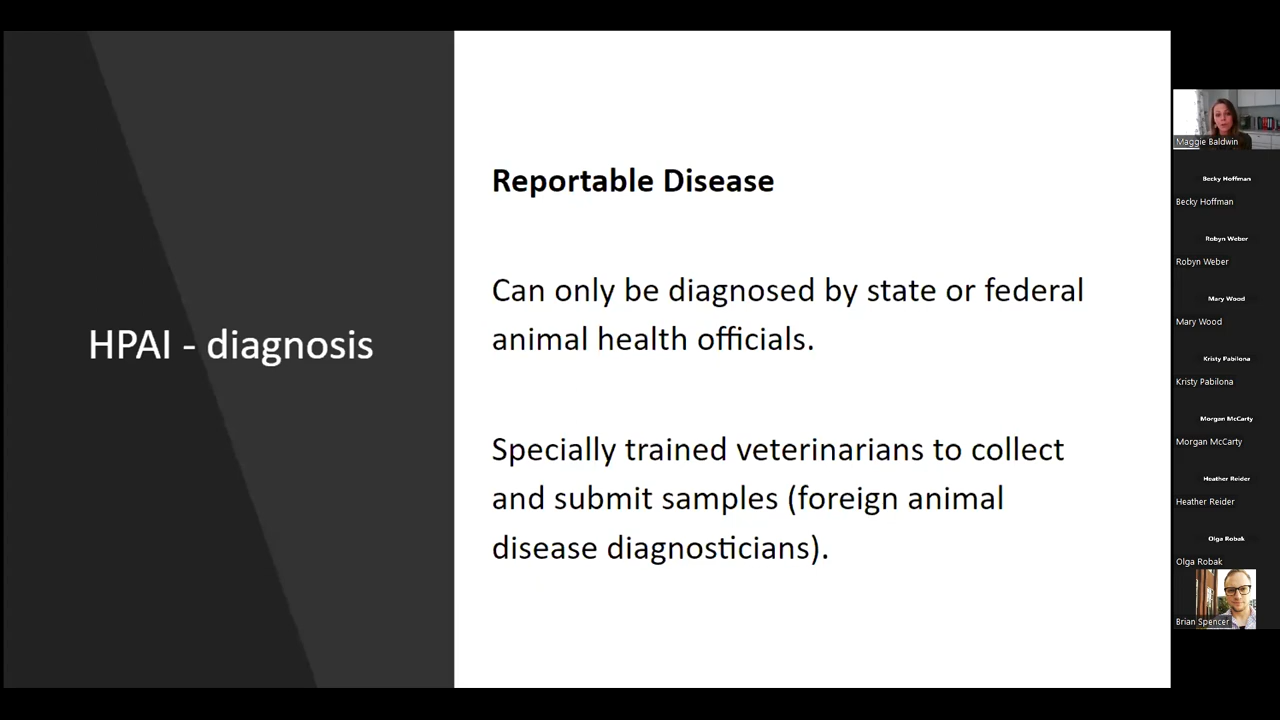 HPAI - diagnosis
Reportable Disease
Can only be diagnosed by state or federal
animal health officials.
Specially trained veterinarians to collect
and submit samples (foreign animal
disease diagnosticians).
Maggie Baldwin
Becky Hoffman
Becky Hoffman
Robyn Weber
Robyn Weber
Mary Wood
Mary Wood
Kristy Pabilona
Kristy Pabilona
Morgan McCarty
Morgan McCarty
Heather Reider
Heather Reider
Olga Robak
Olga Robak
Brian Spencer